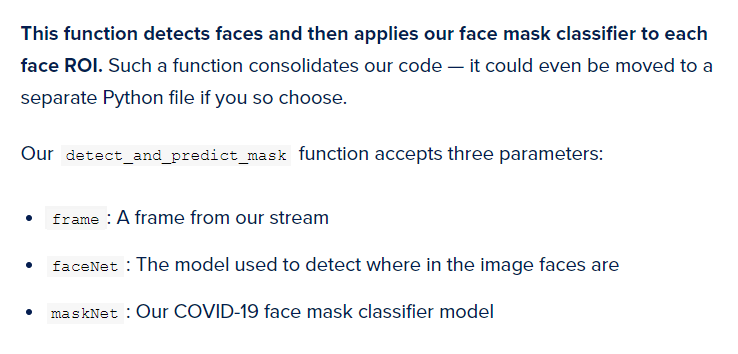 This function detects faces and then applies our face mask classifier to each
face ROI. Such a function consolidates our code — it could even be moved to a
separate Python file if you so choose.
Our detect_and_predict_mask function accepts three parameters:
• frame : A frame from our stream
• faceNet : The model used to detect where in the image faces are
• maskNet : Our COVID-19 face mask classifier model